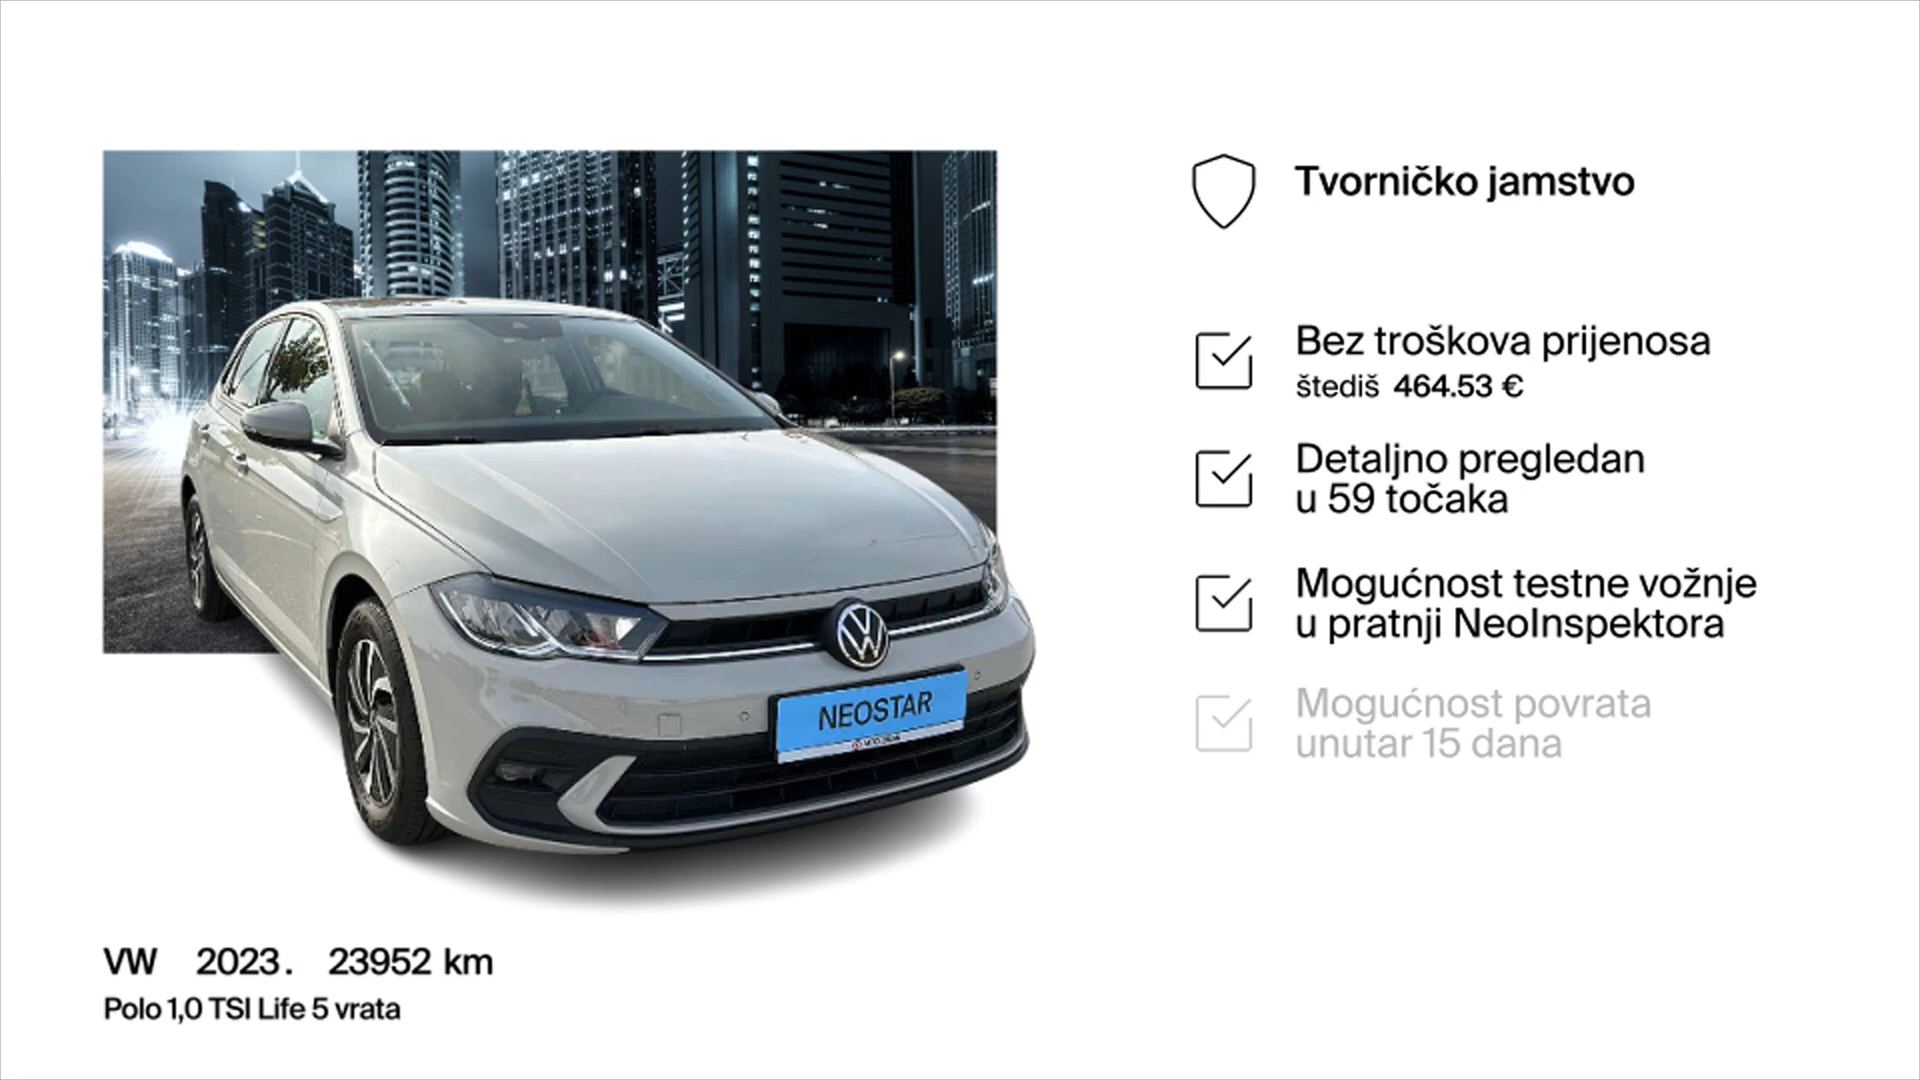 Tvorničko jamstvo
Bez troškova prijenosa
štediš 464.53 €
Detaljno pregledan
u 59 točaka
Mogućnost testne vožnje
u pratnji NeoInspektora
Mogućnost povrata
unutar 15 dana
NEOSTAR
VW 2023. 23952 km
Polo 1,0 TSI Life 5 vrata